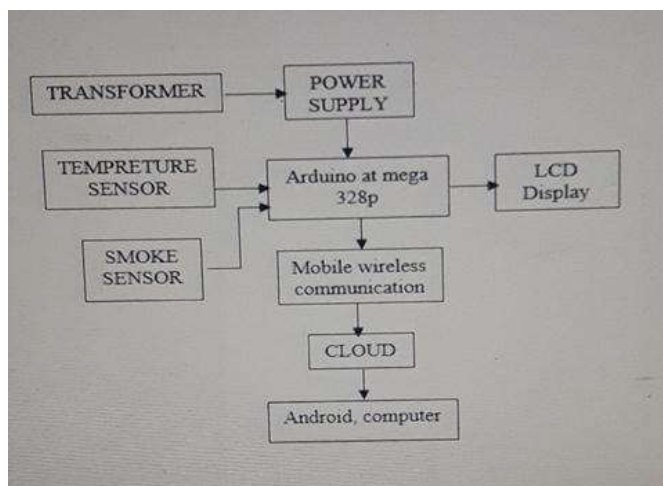 TRANSFORMER
POWER
SUPPLY
TEMPRETURE
SENSOR
Arduino at mega
328p
LCD
Display
SMOKE
SENSOR
Mobile wireless
communication
CLOUD
Android, computer